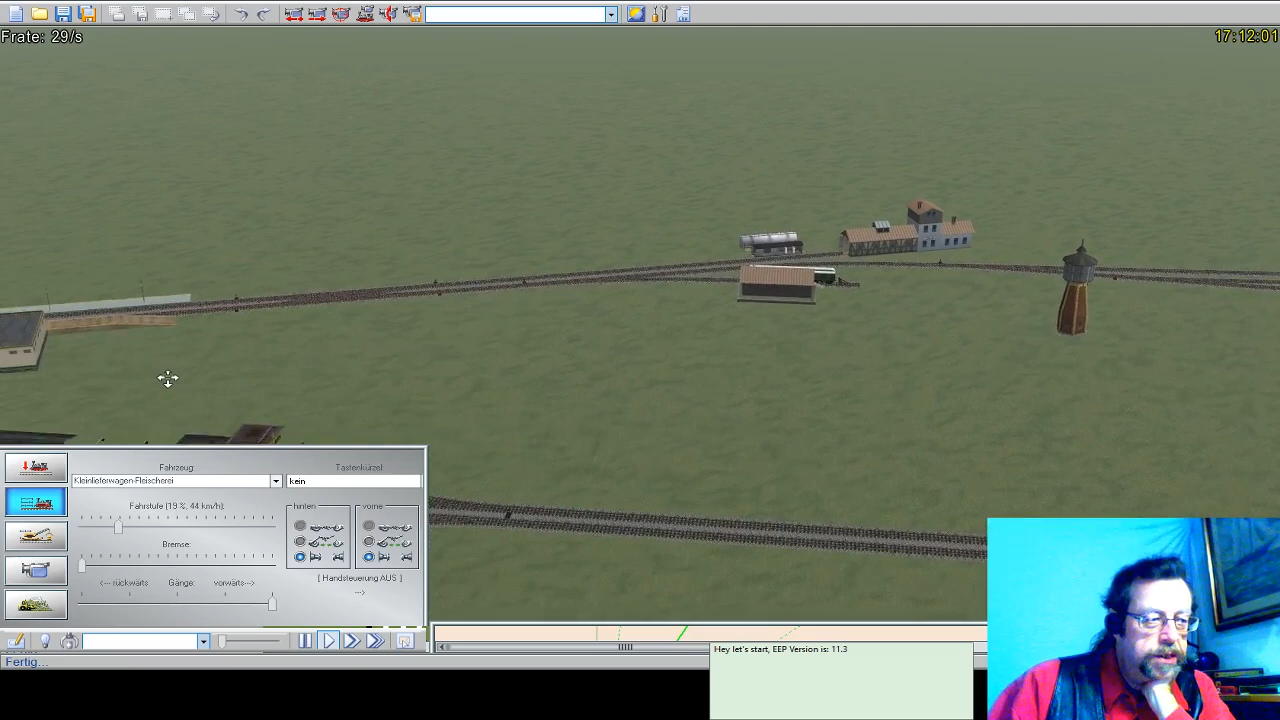 Frate: 29/s
17:12:01
Fahrzeug:
Tastenkürzel:
Kleinlieferwagen-Fleischerei
kein
Fahrstufe (19 %, 44 km/h):
hinten
vorne
Bremse:
<--- rückwärts
Gänge:
vorwärts--->
[ Handsteuerung AUS ]
--->
Fertig...
Hey let's start, EEP Version is: 11.3